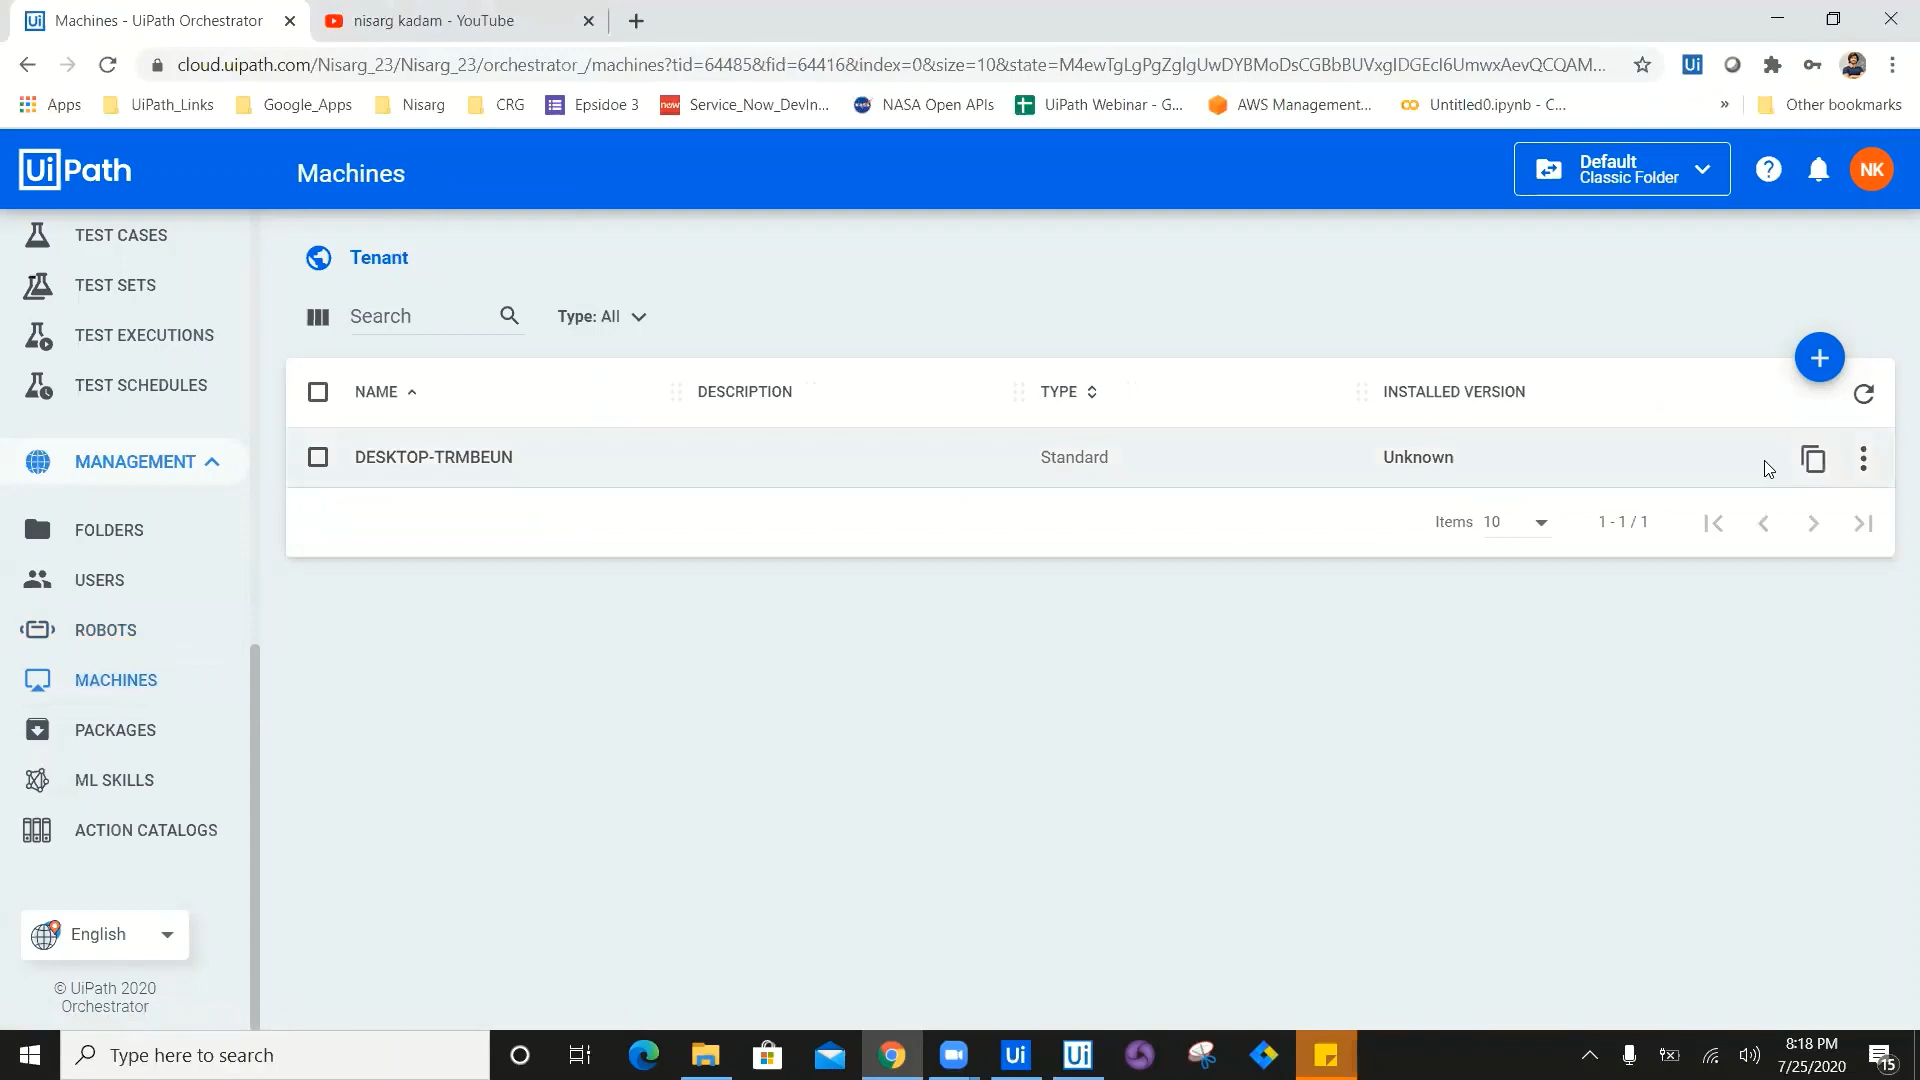 Machines - UiPath Orchestrator
nisarg kadam - YouTube
cloud.uipath.com/Nisarg_23/Nisarg_23/orchestrator_/machines?tid=64485&fid=64416&index=0&size=10&state=
Apps
UiPath_Links
Google_Apps
Nisarg
CRG
Epsidoe 3
Service_Now_DevIn...
NASA Open APIs
UiPath Webinar - G...
AWS Management...
Untitled0.ipynb - C...
»
Other bookmarks
UiPath
Machines
Default
Classic Folder
NK
TEST CASES
TEST SETS
TEST EXECUTIONS
TEST SCHEDULES
MANAGEMENT
FOLDERS
USERS
ROBOTS
MACHINES
PACKAGES
ML SKILLS
ACTION CATALOGS
English
© UiPath 2020
Orchestrator
Tenant
Search
Type: All
NAME
DESCRIPTION
TYPE
INSTALLED VERSION
DESKTOP-TRMBEUN
Standard
Unknown
Items 10
1 - 1 / 1
Type here to search
8:18 PM
7/25/2020
15